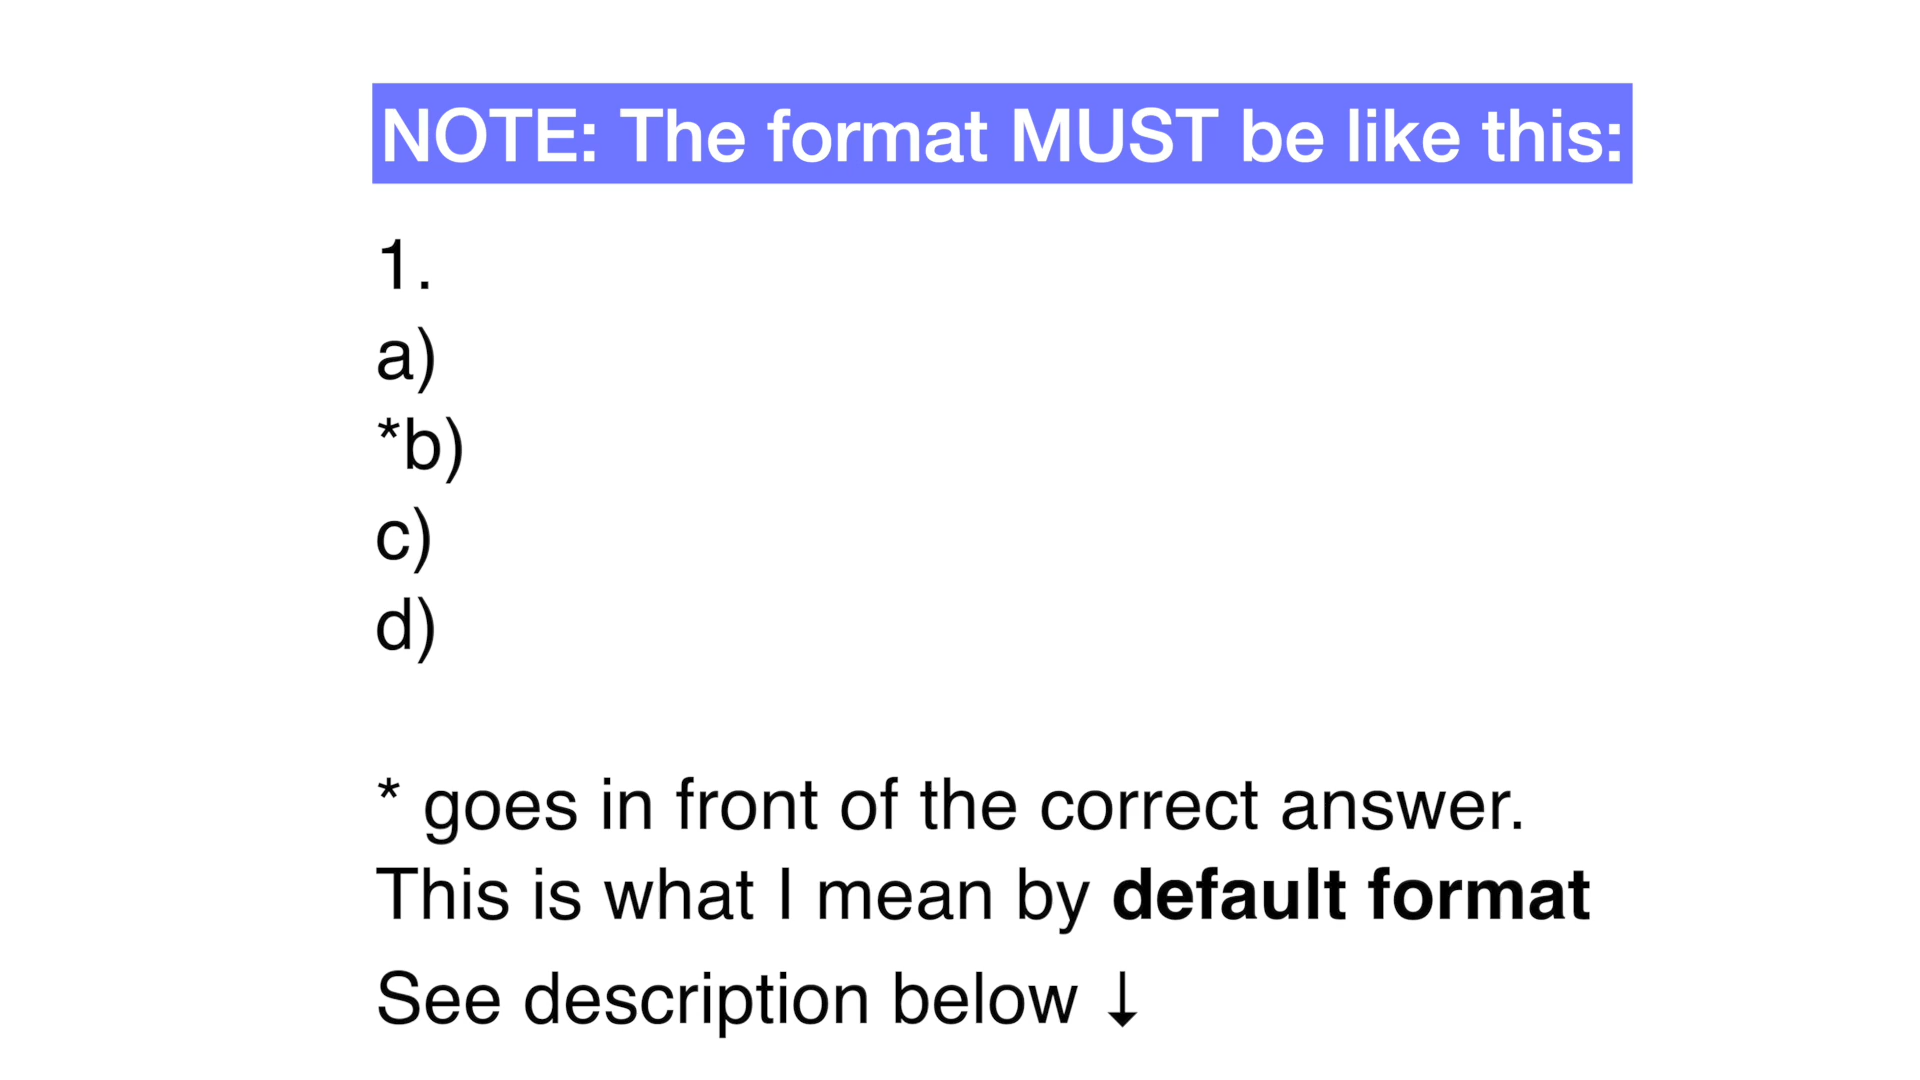 NOTE: The format MUST be like this:
1.
a)
*b)
c)
d)
* goes in front of the correct answer.
This is what I mean by default format
See description below ↓